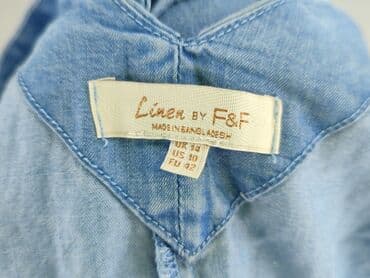 Linen BY F&F
MADE IN BANGLADESH
UK 14
US 10
EU 42